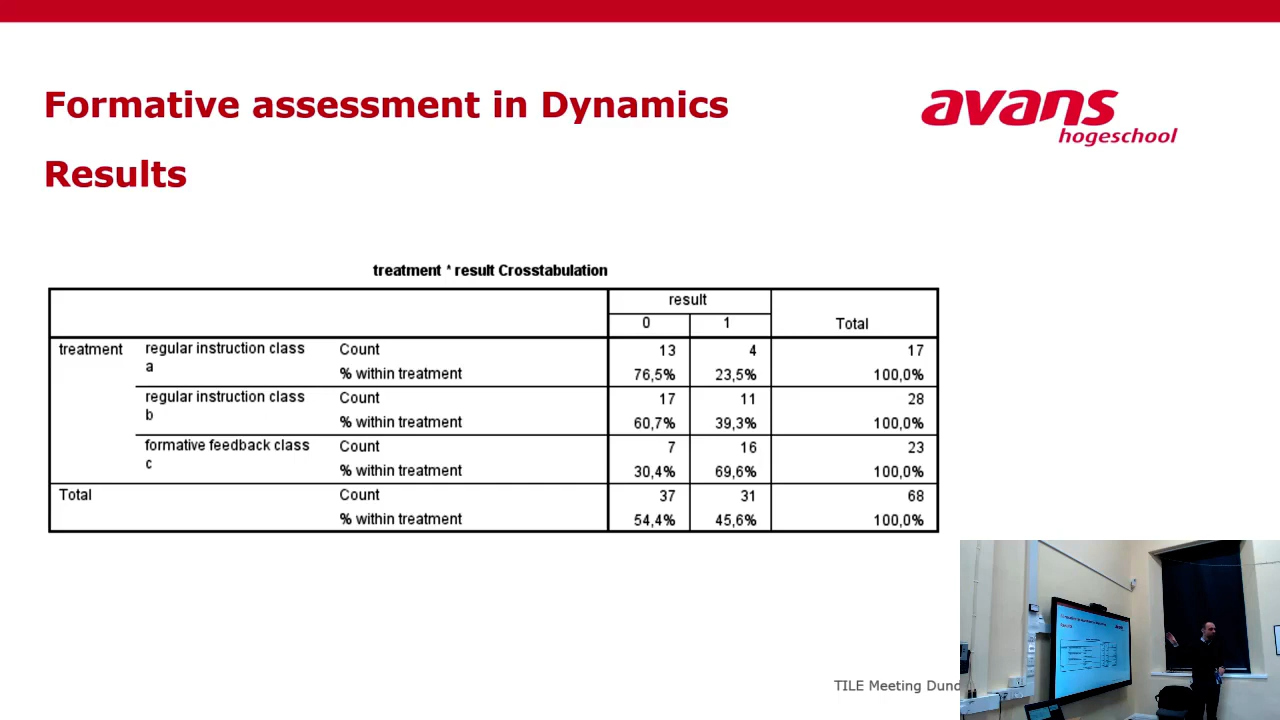 Formative assessment in Dynamics
Results
avans
hogeschool
treatment * result Crosstabulation
result
0 1 Total
treatment regular instruction class a Count 13 4 17
% within treatment 76,5% 23,5% 100,0%
regular instruction class b Count 17 11 28
% within treatment 60,7% 39,3% 100,0%
formative feedback class c Count 7 16 23
% within treatment 30,4% 69,6% 100,0%
Total Count 37 31 68
% within treatment 54,4% 45,6% 100,0%
TILE Meeting Dund